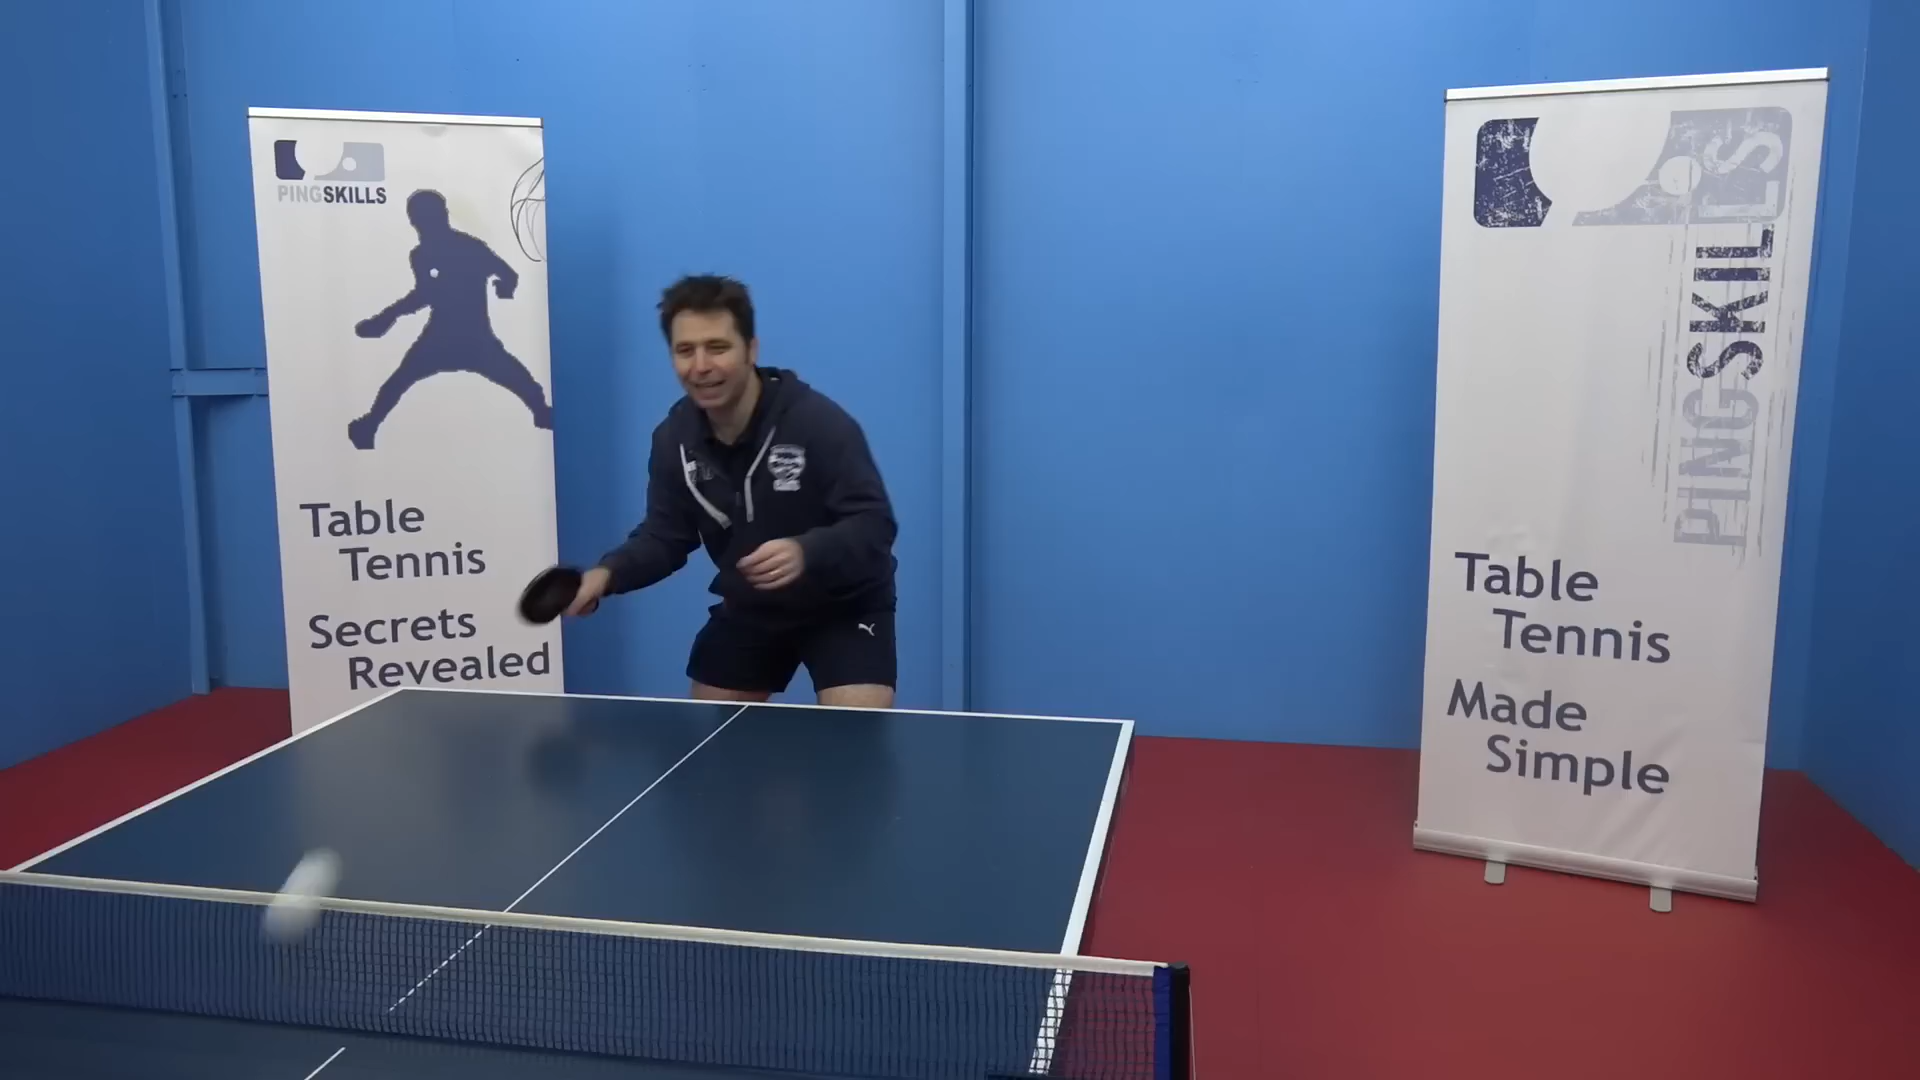 PINGSKILLS
Table
Tennis
Secrets
Revealed
PINGSKILLS
Table
Tennis
Made
Simple